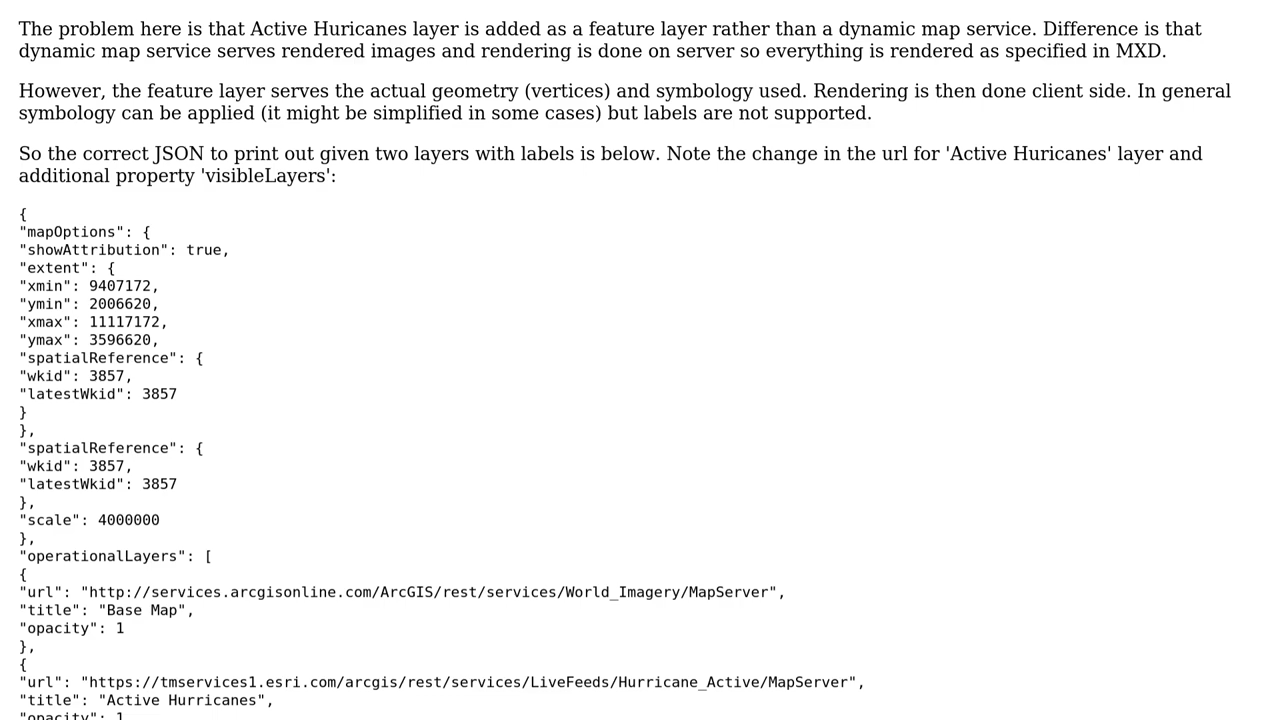 The problem here is that Active Huricanes layer is added as a feature layer rather than a dynamic map service. Difference is that
dynamic map service serves rendered images and rendering is done on server so everything is rendered as specified in MXD.
However, the feature layer serves the actual geometry (vertices) and symbology used. Rendering is then done client side. In general
symbology can be applied (it might be simplified in some cases) but labels are not supported.
So the correct JSON to print out given two layers with labels is below. Note the change in the url for 'Active Huricanes' layer and
additional property 'visibleLayers':
{
"mapOptions": {
"showAttribution": true,
"extent": {
"xmin": 9407172,
"ymin": 2006620,
"xmax": 11117172,
"ymax": 3596620,
"spatialReference": {
"wkid": 3857,
"latestWkid": 3857
}
},
"spatialReference": {
"wkid": 3857,
"latestWkid": 3857
},
"scale": 4000000
},
"operationalLayers": [
{
"url": "http://services.arcgisonline.com/ArcGIS/rest/services/World_Imagery/MapServer",
"title": "Base Map",
"opacity": 1
},
{
"url": "https://tmservices1.esri.com/arcgis/rest/services/LiveFeeds/Hurricane_Active/MapServer",
"title": "Active Hurricanes",
"opacity": 1